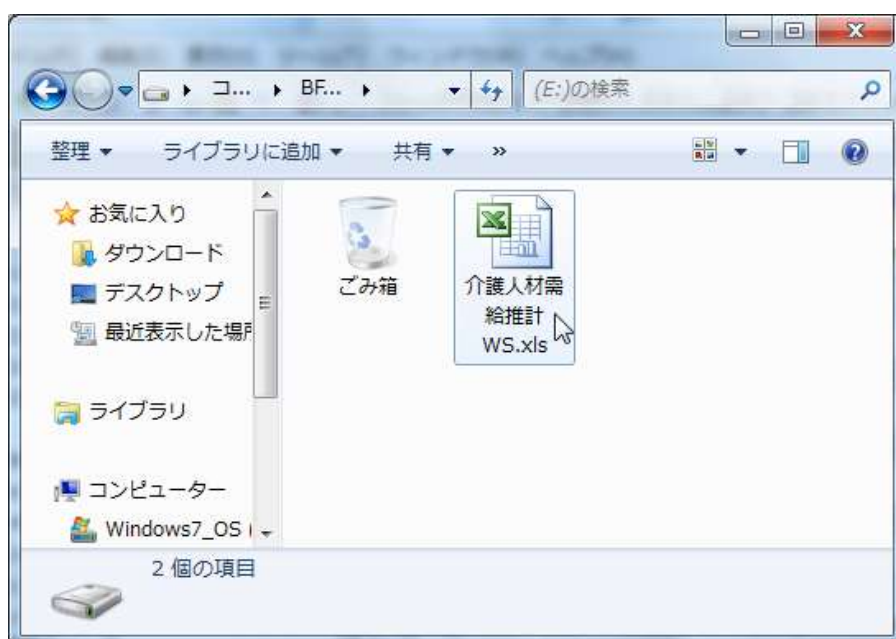 コ... ▸ BF... ▸
(E:)の検索
整理 ライブラリに追加 共有 »
お気に入り
ダウンロード
デスクトップ
最近表示した場所
ライブラリ
コンピューター
Windows7_OS (
ごみ箱
介護人材需
給推計
WS.xls
2 個の項目